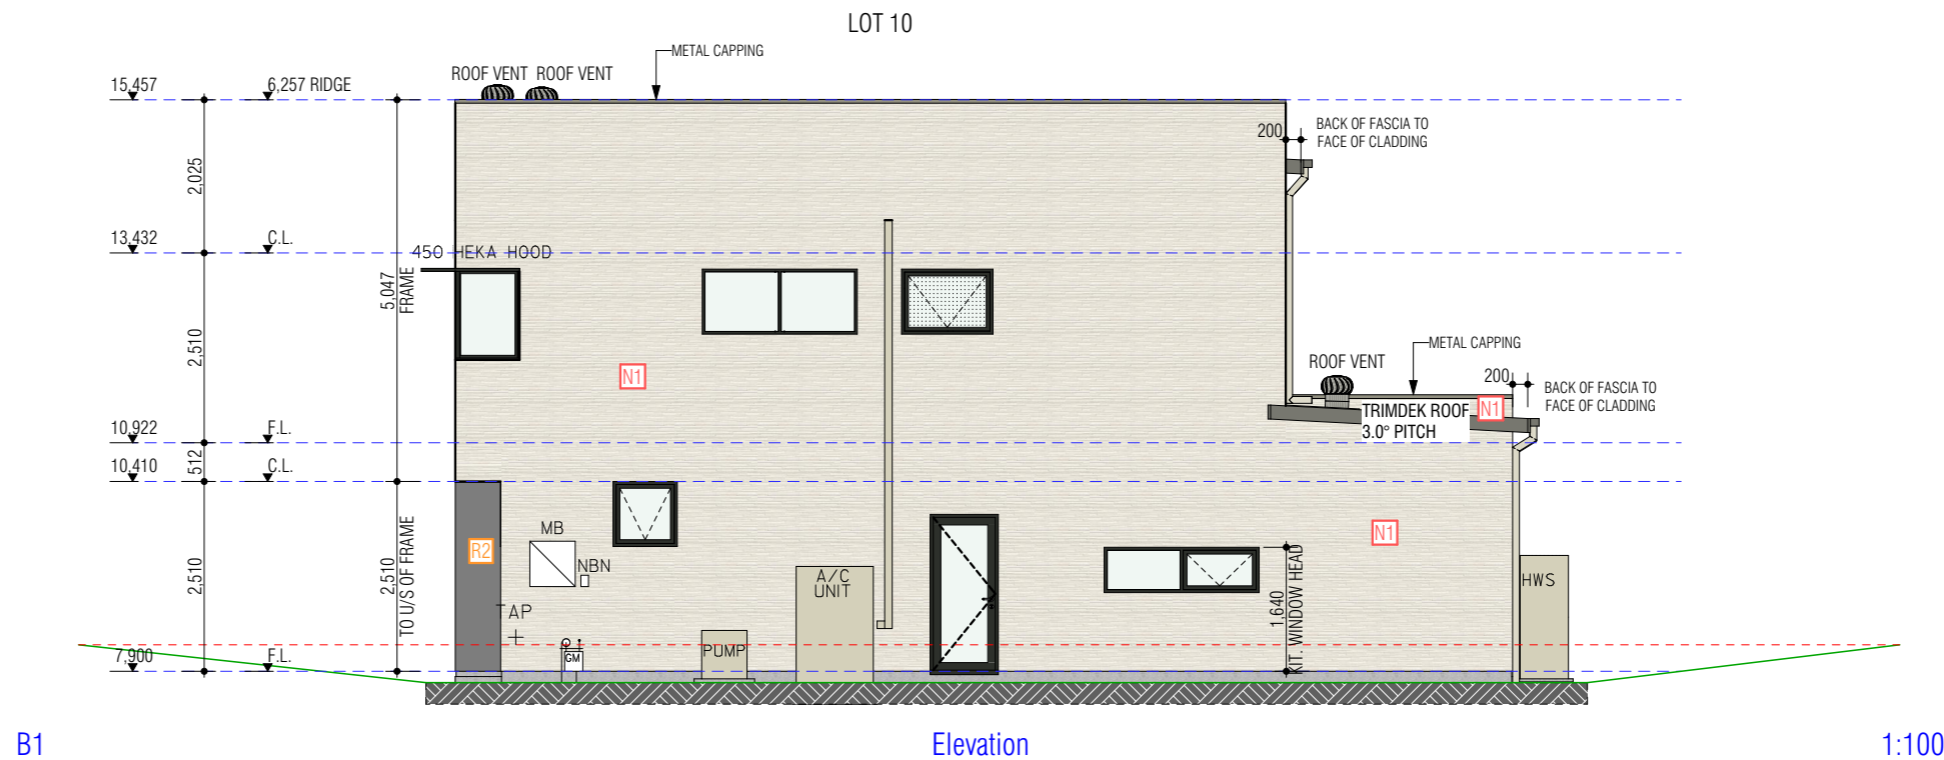 LOT 10
METAL CAPPING
ROOF VENT ROOF VENT
15,457
6,257 RIDGE
200
BACK OF FASCIA TO
FACE OF CLADDING
2,025
13,432
C.L.
450 HEKA HOOD
5,047
FRAME
2,510
N1
METAL CAPPING
ROOF VENT
200
BACK OF FASCIA TO
FACE OF CLADDING
TRIMDEK ROOF
3.0° PITCH
N1
10,922
F.L.
512
10,410
C.L.
MB
R2
N1
NBN
A/C
UNIT
HWS
2,510
2,510
TO U/S OF FRAME
TAP
1,640
KIT. WINDOW HEAD
GM
PUMP
7,900
F.L.
B1
Elevation
1:100